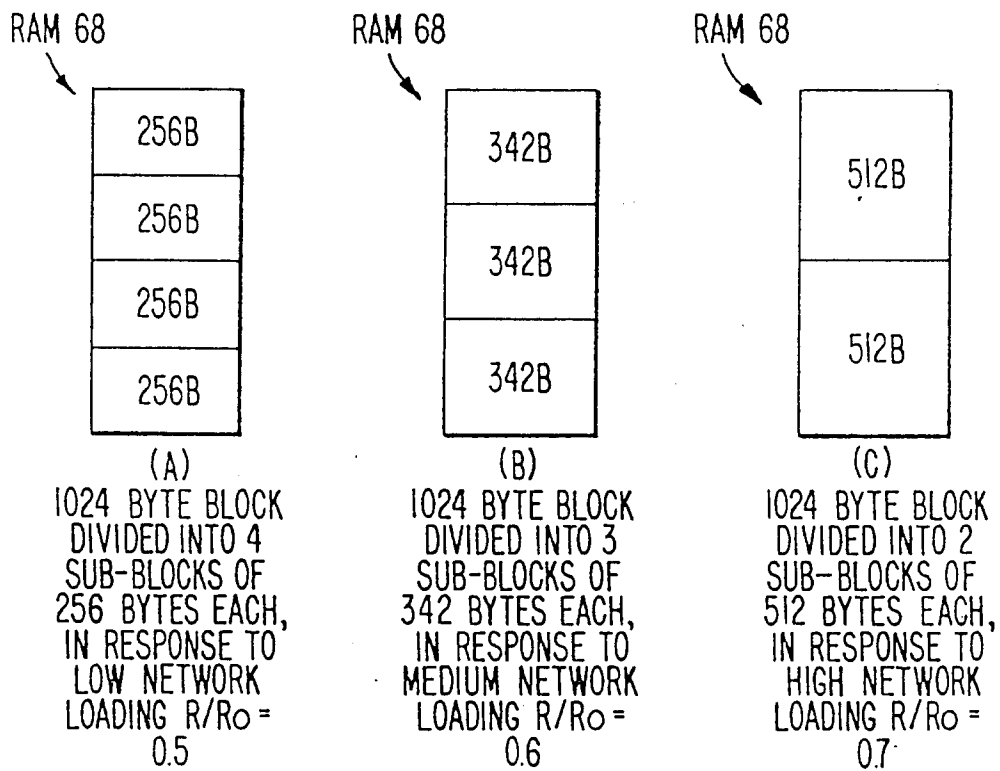 RAM 68
256B
256B
256B
256B
(A)
1024 BYTE BLOCK
DIVIDED INTO 4
SUB-BLOCKS OF
256 BYTES EACH,
IN RESPONSE TO
LOW NETWORK
LOADING R/Ro =
0.5
RAM 68
342B
342B
342B
(B)
1024 BYTE BLOCK
DIVIDED INTO 3
SUB-BLOCKS OF
342 BYTES EACH,
IN RESPONSE TO
MEDIUM NETWORK
LOADING R/Ro =
0.6
RAM 68
512B
512B
(C)
1024 BYTE BLOCK
DIVIDED INTO 2
SUB-BLOCKS OF
512 BYTES EACH,
IN RESPONSE TO
HIGH NETWORK
LOADING R/Ro =
0.7